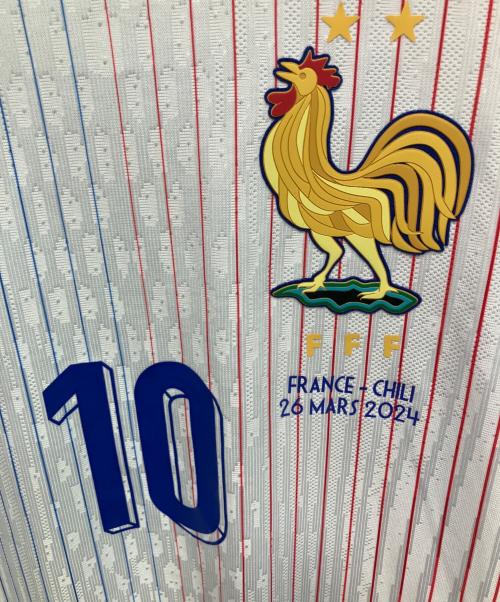 FFF
FRANCE - CHILI
26 MARS 2024
10